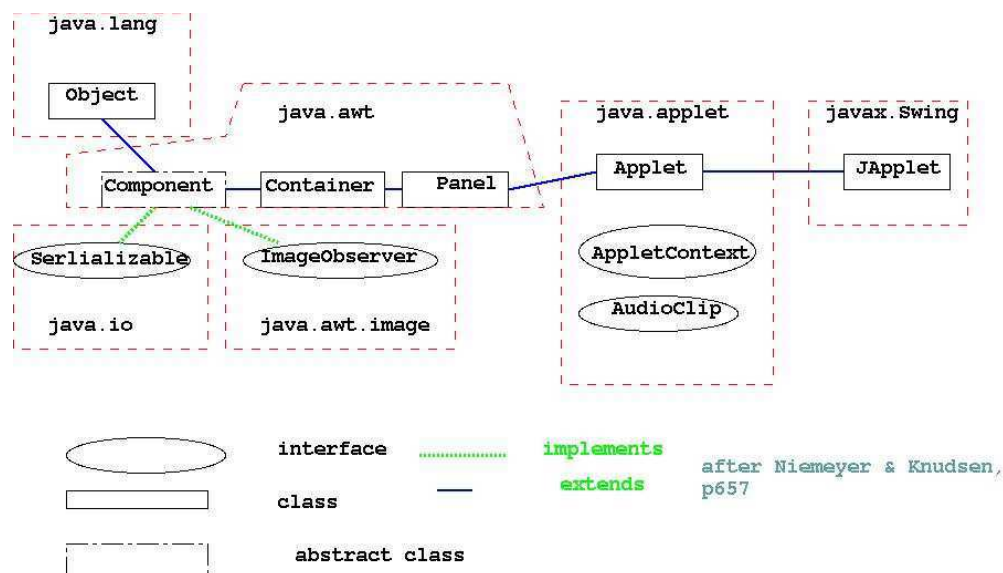 java.lang
Object
java.awt
java.applet
javax.Swing
Component
Container
Panel
Applet
JApplet
Serlializable
ImageObserver
AppletContext
AudioClip
java.io
java.awt.image
interface
implements
class
extends
after Niemeyer & Knudsen,
p657
abstract class